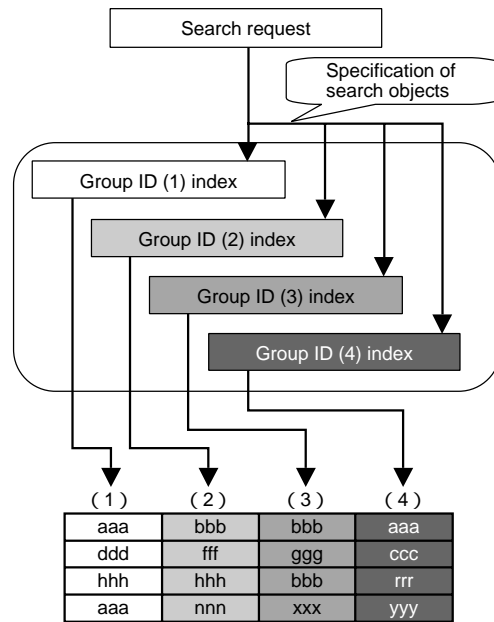 Search request
Specification of
search objects
Group ID (1) index
Group ID (2) index
Group ID (3) index
Group ID (4) index
(1) (2) (3) (4)
aaa bbb bbb aaa
ddd fff ggg ccc
hhh hhh bbb rrr
aaa nnn xxx yyy